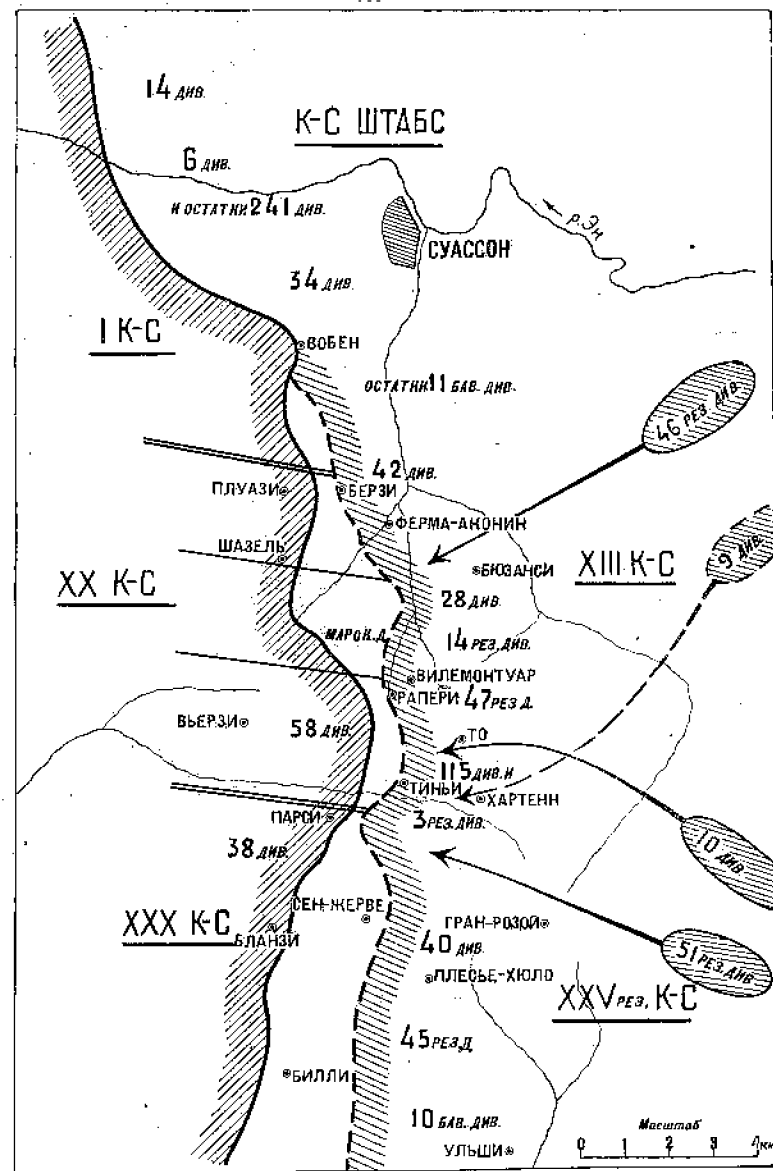 14 ДИВ.
К-С ШТАБС
6 ДИВ.
И ОСТАТКИ 241 ДИВ.
р. Эн
СУАССОН
34 ДИВ.
I К-С
ВОБЕН
ОСТАТКИ 11 БАВ. ДИВ.
46 РЕЗ. ДИВ.
42 ДИВ.
ПЛУАЗИ
БЕРЗИ
ФЕРМА-АКОНИН
9 ДИВ.
ШАЗЕЛЬ
БЮЗАНСИ
XIII К-С
XX К-С
28 ДИВ.
МАРОК. Д.
14 РЕЗ. ДИВ.
ВИЛЕМОНТУАР
РАПЕРИ
47 РЕЗ Д.
ВЬЕРЗИ
58 ДИВ.
ТО
115 ДИВ. И
ТИНЬИ
ХАРТЕНН
ПАРСИ
3 РЕЗ. ДИВ.
10 ДИВ.
38 ДИВ.
СЕН-ЖЕРВЕ
XXX К-С
БЛАНЗИ
ГРАН-РОЗОЙ
40 ДИВ.
51 РЕЗ. ДИВ.
ПЛЕСЬЕ-ХЮЛО
XXV РЕЗ. К-С
45 РЕЗ. Д.
БИЛЛИ
10 БАВ. ДИВ.
УЛЬШИ
Масштаб
0 1 2 3 4 км